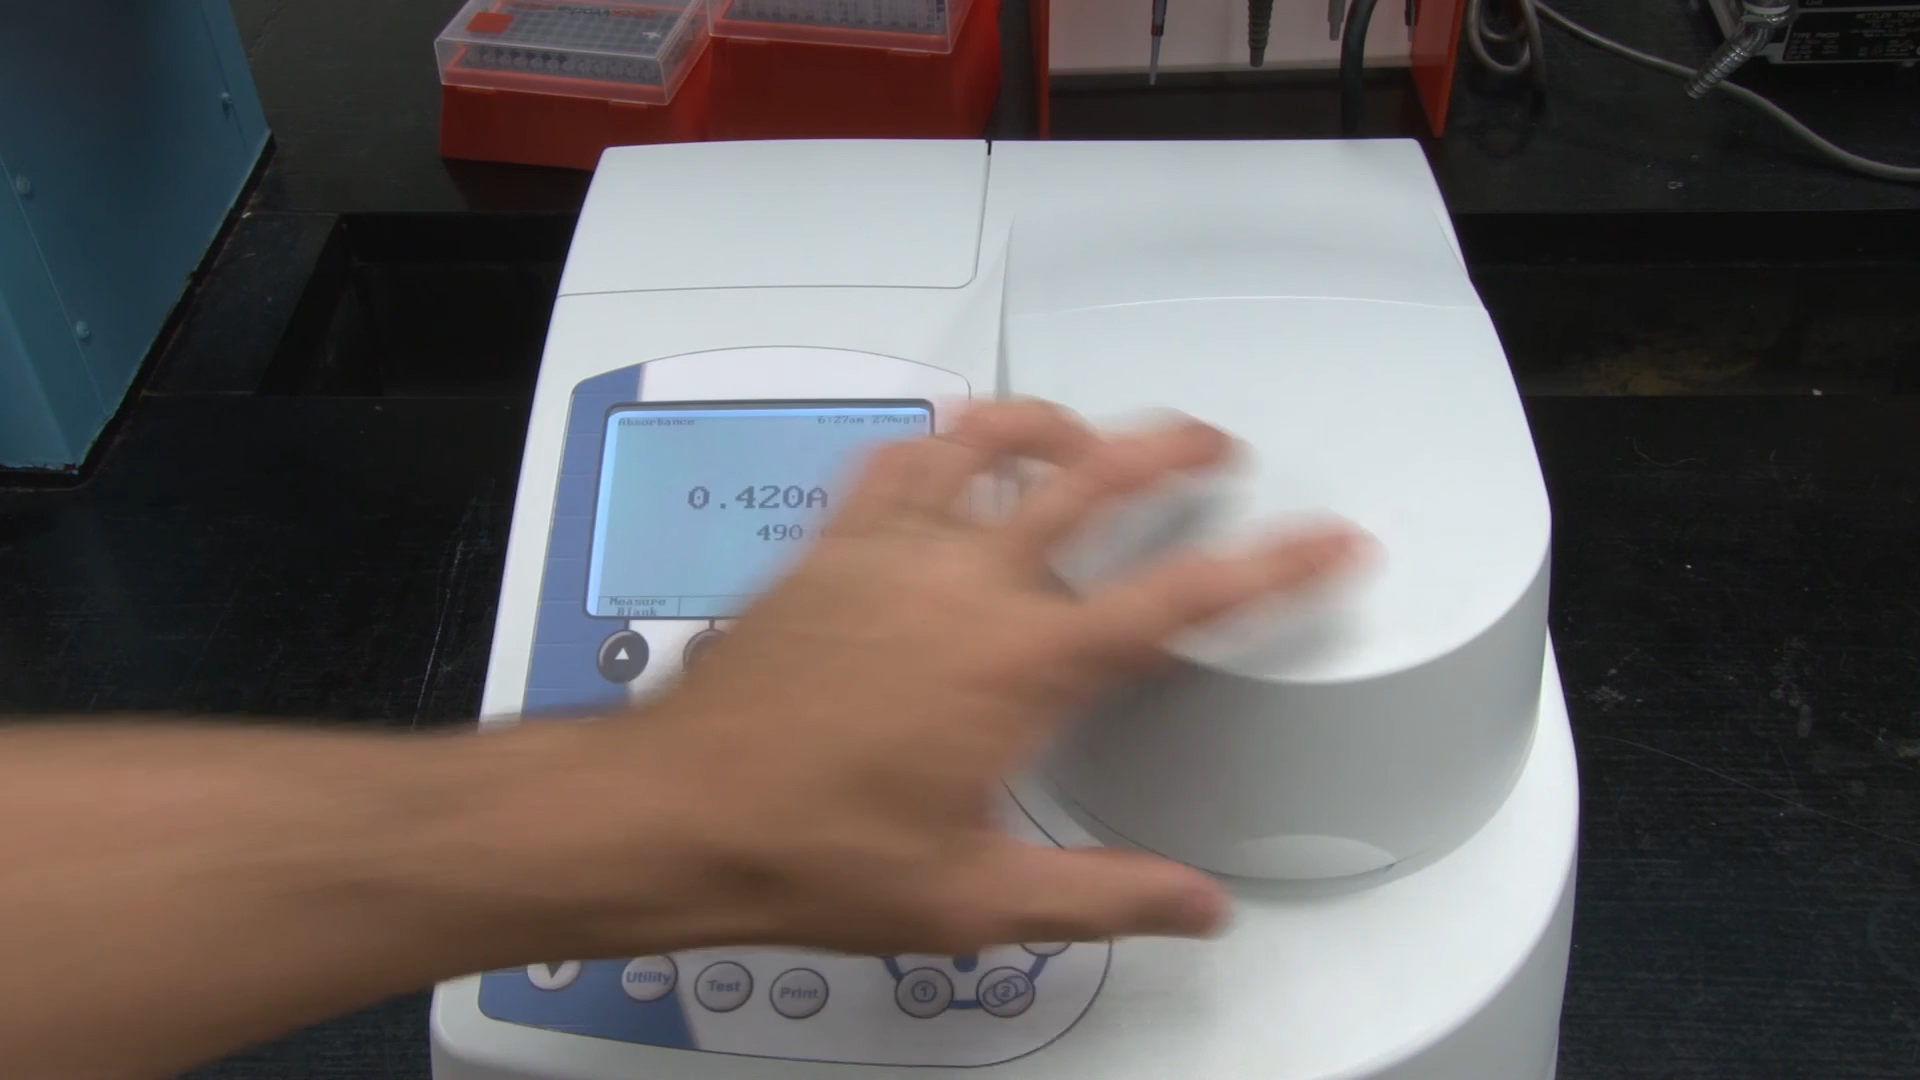 Absorbance 6:27am 27Aug13
0.420A
490
Measure
Blank
Utility
Test
Print
1
2